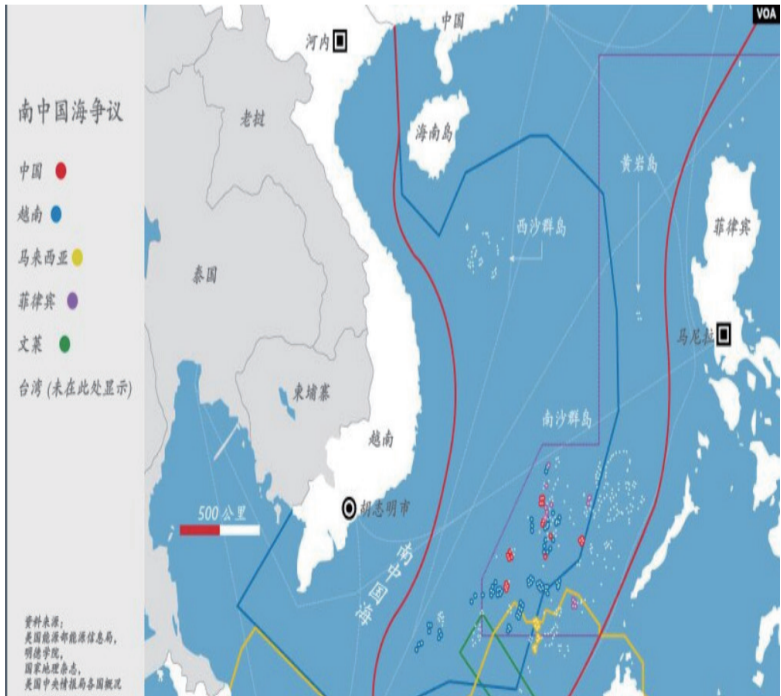 VOA
南中国海争议
中国
越南
马来西亚
菲律宾
文莱
台湾 (未在此处显示)
中国
河内
老挝
海南岛
黄岩岛
西沙群岛
菲律宾
泰国
马尼拉
柬埔寨
南沙群岛
越南
500 公里
胡志明市
南中国海
资料来源:
美国能源部能源信息局,
明德学院,
国家地理杂志,
美国中央情报局各国概况